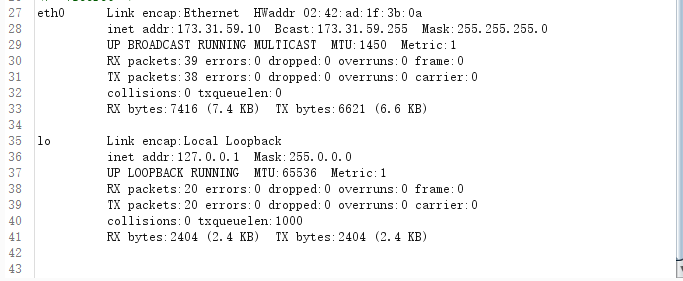 27 eth0 Link encap:Ethernet HWaddr 02:42:ad:1f:3b:0a
28 inet addr:173.31.59.10 Bcast:173.31.59.255 Mask:255.255.255.0
29 UP BROADCAST RUNNING MULTICAST MTU:1450 Metric:1
30 RX packets:39 errors:0 dropped:0 overruns:0 frame:0
31 TX packets:38 errors:0 dropped:0 overruns:0 carrier:0
32 collisions:0 txqueuelen:0
33 RX bytes:7416 (7.4 KB) TX bytes:6621 (6.6 KB)
34
35 lo Link encap:Local Loopback
36 inet addr:127.0.0.1 Mask:255.0.0.0
37 UP LOOPBACK RUNNING MTU:65536 Metric:1
38 RX packets:20 errors:0 dropped:0 overruns:0 frame:0
39 TX packets:20 errors:0 dropped:0 overruns:0 carrier:0
40 collisions:0 txqueuelen:1000
41 RX bytes:2404 (2.4 KB) TX bytes:2404 (2.4 KB)
42
43